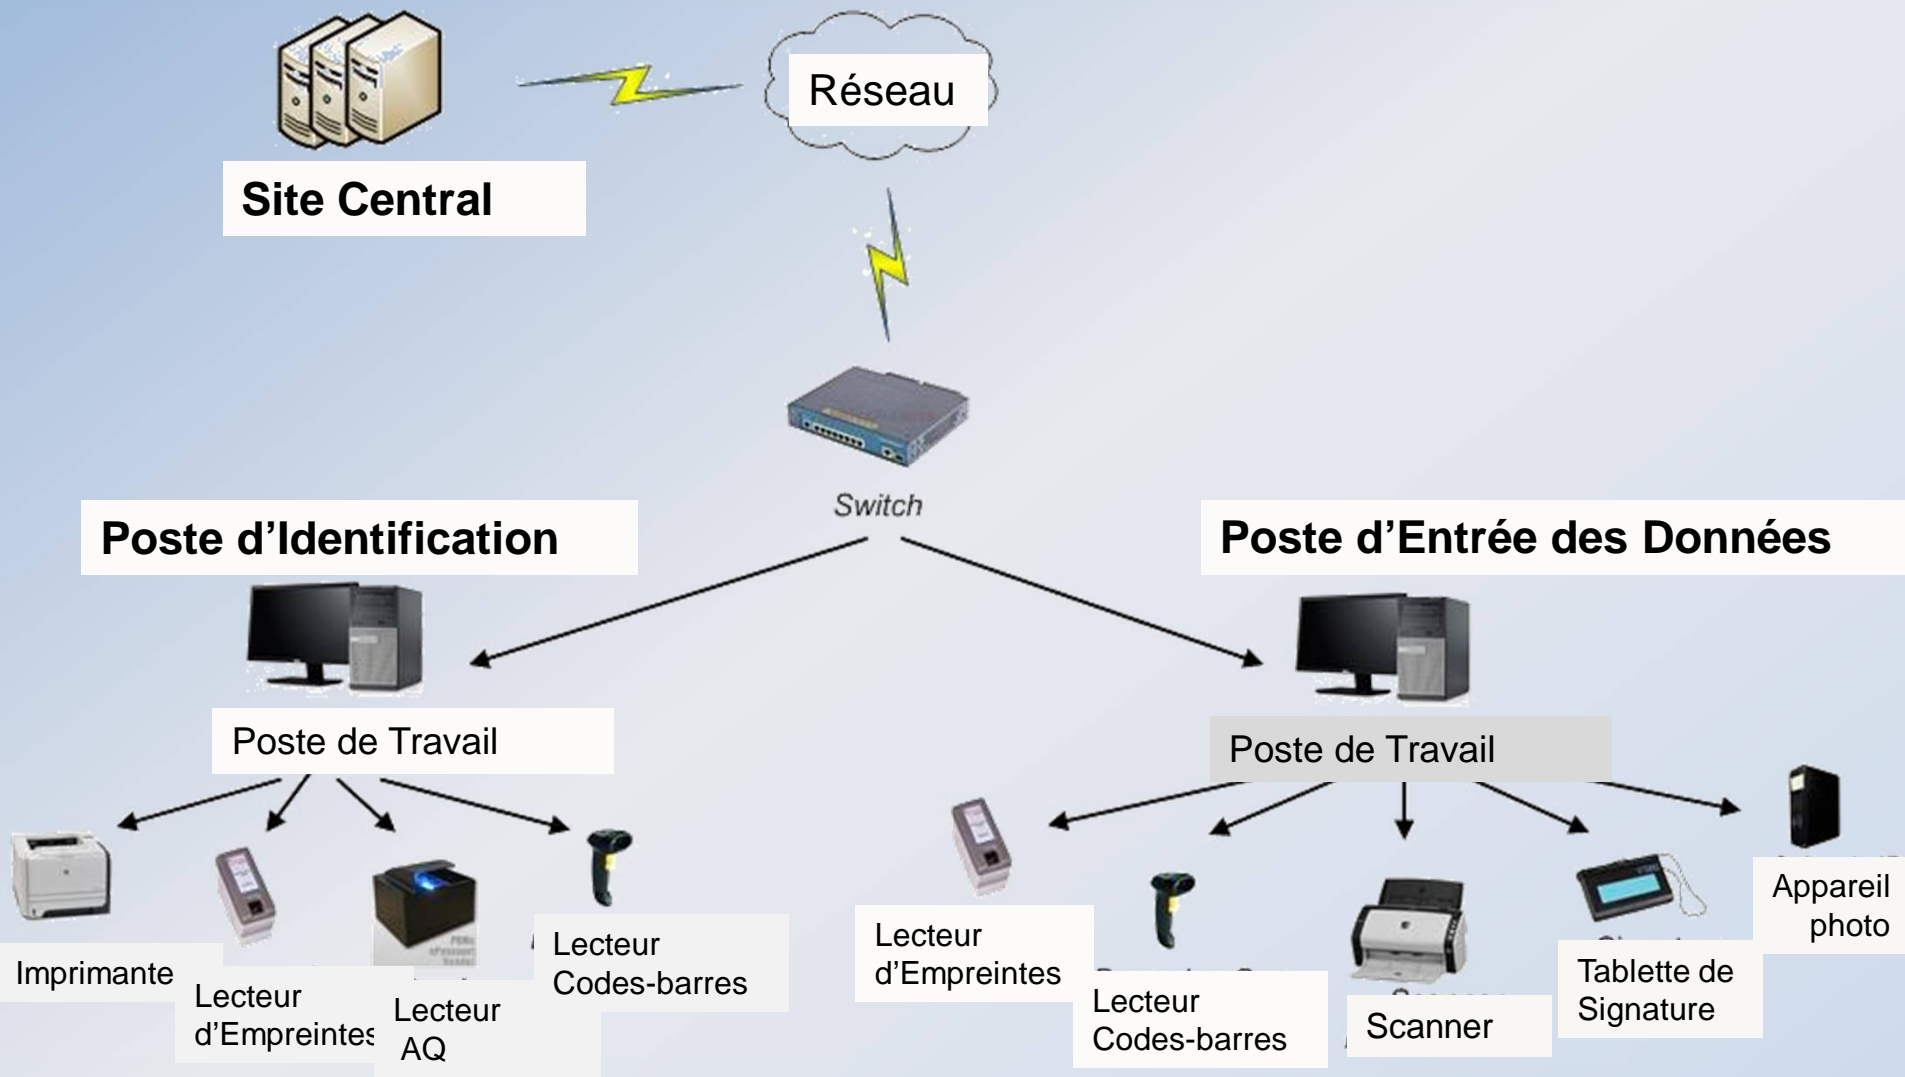 Réseau
Site Central
Switch
Poste d’Identification
Poste d’Entrée des Données
Poste de Travail
Poste de Travail
Imprimante
Lecteur
d’Empreintes
Lecteur
AQ
Lecteur
Codes-barres
Lecteur
d’Empreintes
Lecteur
Codes-barres
Scanner
Tablette de
Signature
Appareil
photo